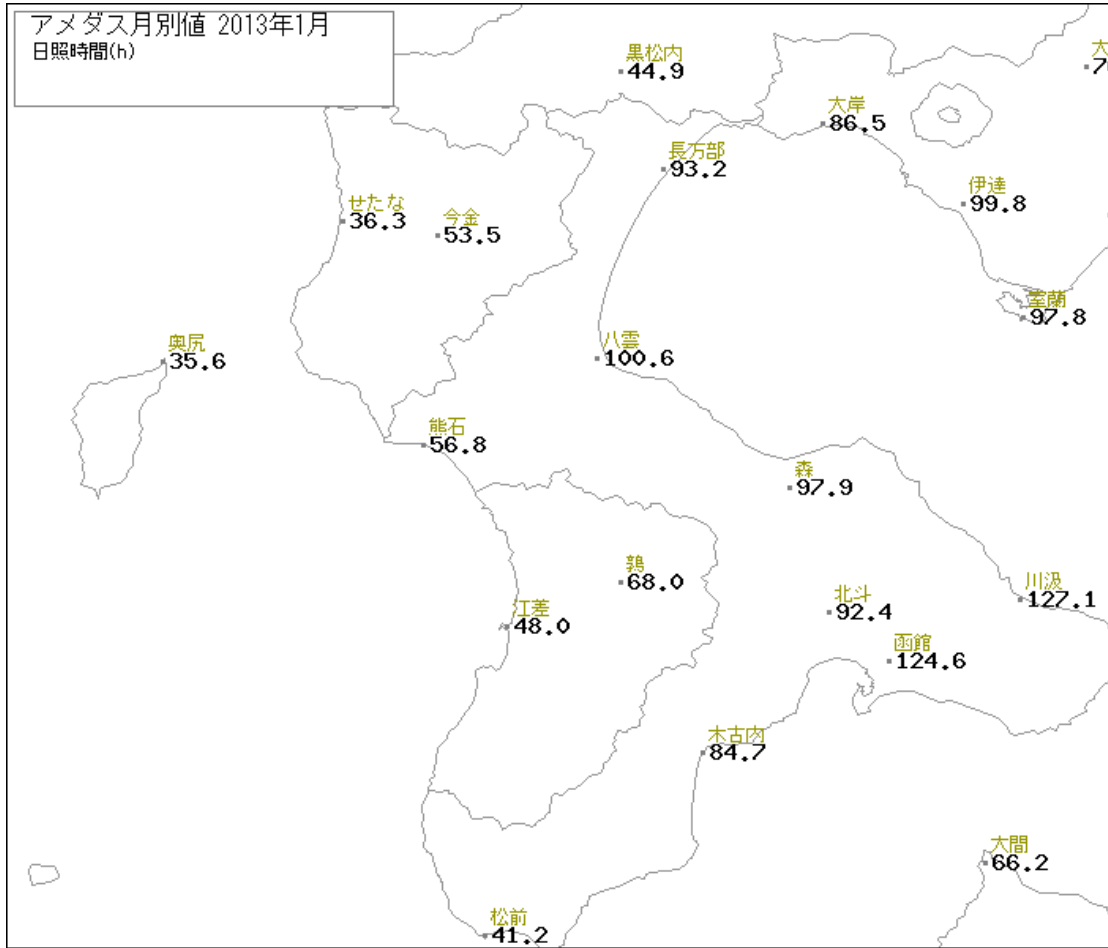 アメダス月別値 2013年1月
日照時間(h)
黒松内
44.9
大岸
86.5
長万部
93.2
伊達
99.8
せたな
36.3
今金
53.5
室蘭
97.8
八雲
100.6
奥尻
35.6
熊石
56.8
森
97.9
鶉
68.0
川汲
127.1
北斗
92.4
江差
48.0
函館
124.6
木古内
84.7
大間
66.2
松前
41.2